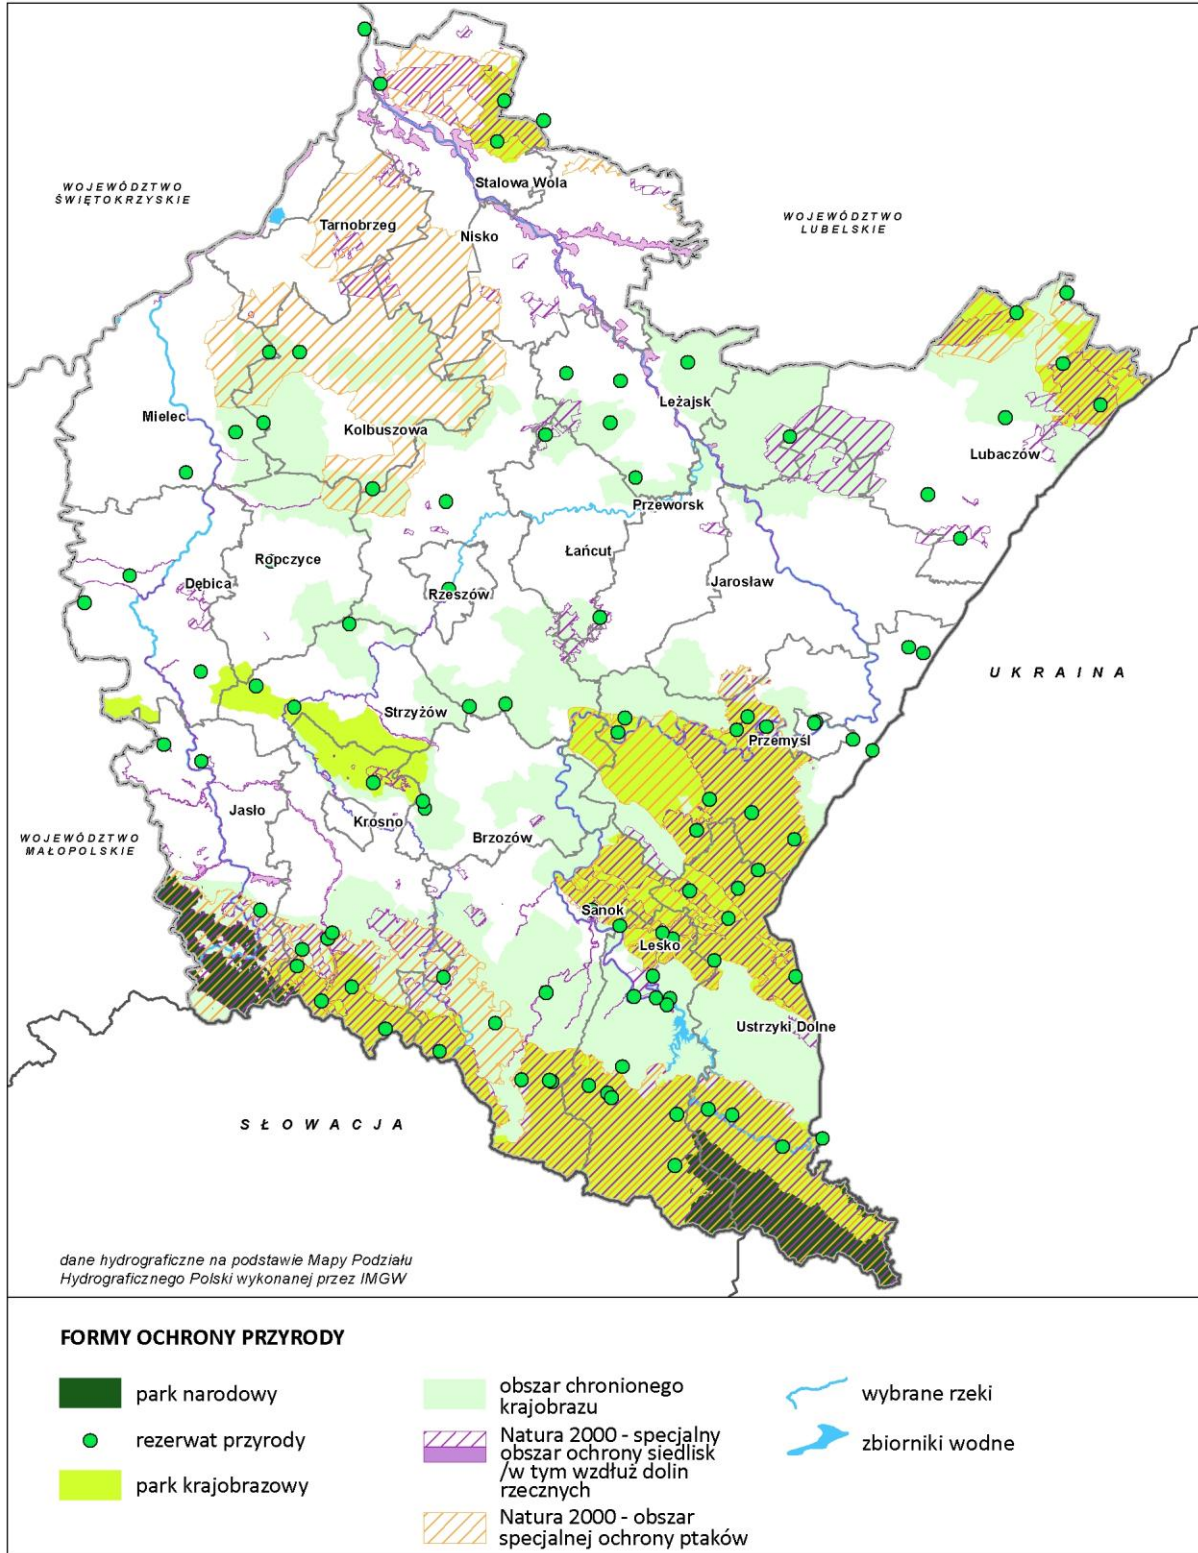 WOJEWÓDZTWO
ŚWIĘTOKRZYSKIE
Stalowa Wola
WOJEWÓDZTWO
LUBELSKIE
Tarnobrzeg
Nisko
Mielec
Kolbuszowa
Leżajsk
Lubaczów
Przeworsk
Ropczyce
Łańcut
Dębica
Rzeszów
Jarosław
UKRAINA
Strzyżów
Przemyśl
Jasło
Krosno
Brzozów
WOJEWÓDZTWO
MAŁOPOLSKIE
Sanok
Lesko
Ustrzyki Dolne
SŁOWACJA
dane hydrograficzne na podstawie Mapy Podziału
Hydrograficznego Polski wykonanej przez IMGW
FORMY OCHRONY PRZYRODY
park narodowy
rezerwat przyrody
park krajobrazowy
obszar chronionego
krajobrazu
Natura 2000 - specjalny
obszar ochrony siedlisk
/w tym wzdłuż dolin
rzecznych
Natura 2000 - obszar
specjalnej ochrony ptaków
wybrane rzeki
zbiorniki wodne